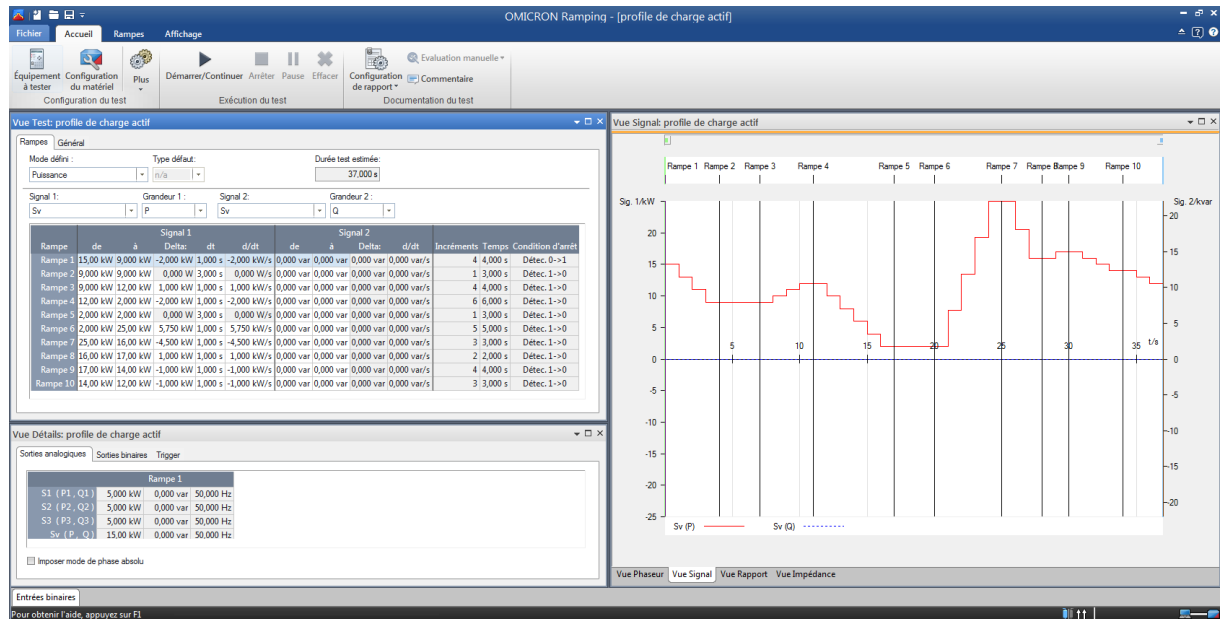 OMICRON Ramping - [profile de charge actif]
Fichier Accueil Rampes Affichage
Équipement à tester
Configuration du matériel
Plus
Configuration du test
Démarrer/Continuer Arrêter Pause Effacer
Exécution du test
Configuration de rapport
Evaluation manuelle
Commentaire
Documentation du test
Vue Test: profile de charge actif
Rampes Général
Mode défini : Type défaut: Durée test estimée:
Puissance n/a 37,000 s
Signal 1: Grandeur 1 : Signal 2: Grandeur 2 :
Sv P Sv Q
Signal 1 Signal 2
Rampe de à Delta: dt d/dt de à Delta: d/dt Incréments Temps Condition d'arrêt
Rampe 1 15,00 kW 9,000 kW -2,000 kW 1,000 s -2,000 kW/s 0,000 var 0,000 var 0,000 var 0,000 var/s 4 4,000 s Détec. 0->1
Rampe 2 9,000 kW 9,000 kW 0,000 W 3,000 s 0,000 W/s 0,000 var 0,000 var 0,000 var 0,000 var/s 1 3,000 s Détec. 1->0
Rampe 3 9,000 kW 12,00 kW 1,000 kW 1,000 s 1,000 kW/s 0,000 var 0,000 var 0,000 var 0,000 var/s 4 4,000 s Détec. 1->0
Rampe 4 12,00 kW 2,000 kW -2,000 kW 1,000 s -2,000 kW/s 0,000 var 0,000 var 0,000 var 0,000 var/s 6 6,000 s Détec. 1->0
Rampe 5 2,000 kW 2,000 kW 0,000 W 3,000 s 0,000 W/s 0,000 var 0,000 var 0,000 var 0,000 var/s 1 3,000 s Détec. 1->0
Rampe 6 2,000 kW 25,00 kW 5,750 kW 1,000 s 5,750 kW/s 0,000 var 0,000 var 0,000 var 0,000 var/s 5 5,000 s Détec. 1->0
Rampe 7 25,00 kW 16,00 kW -4,500 kW 1,000 s -4,500 kW/s 0,000 var 0,000 var 0,000 var 0,000 var/s 3 3,000 s Détec. 1->0
Rampe 8 16,00 kW 17,00 kW 1,000 kW 1,000 s 1,000 kW/s 0,000 var 0,000 var 0,000 var 0,000 var/s 2 2,000 s Détec. 1->0
Rampe 9 17,00 kW 14,00 kW -1,000 kW 1,000 s -1,000 kW/s 0,000 var 0,000 var 0,000 var 0,000 var/s 4 4,000 s Détec. 1->0
Rampe 10 14,00 kW 12,00 kW -1,000 kW 1,000 s -1,000 kW/s 0,000 var 0,000 var 0,000 var 0,000 var/s 3 3,000 s Détec. 1->0
Vue Détails: profile de charge actif
Sorties analogiques Sorties binaires Trigger
Rampe 1
S1 (P1,Q1) 5,000 kW 0,000 var 50,000 Hz
S2 (P2,Q2) 5,000 kW 0,000 var 50,000 Hz
S3 (P3,Q3) 5,000 kW 0,000 var 50,000 Hz
Sv (P, Q) 15,00 kW 0,000 var 50,000 Hz
Imposer mode de phase absolu
Vue Signal: profile de charge actif
Rampe 1 Rampe 2 Rampe 3 Rampe 4 Rampe 5 Rampe 6 Rampe 7 Rampe 8 Rampe 9 Rampe 10
Sig. 1/kW Sig. 2/kvar
20
15
10
5
0
-5
-10
-15
-20
-25
5 10 15 20 25 30 35 t/s
20
15
10
5
0
-5
-10
-15
-20
Sv (P) Sv (Q)
Vue Phaseur Vue Signal Vue Rapport Vue Impédance
Entrées binaires
Pour obtenir l'aide, appuyez sur F1